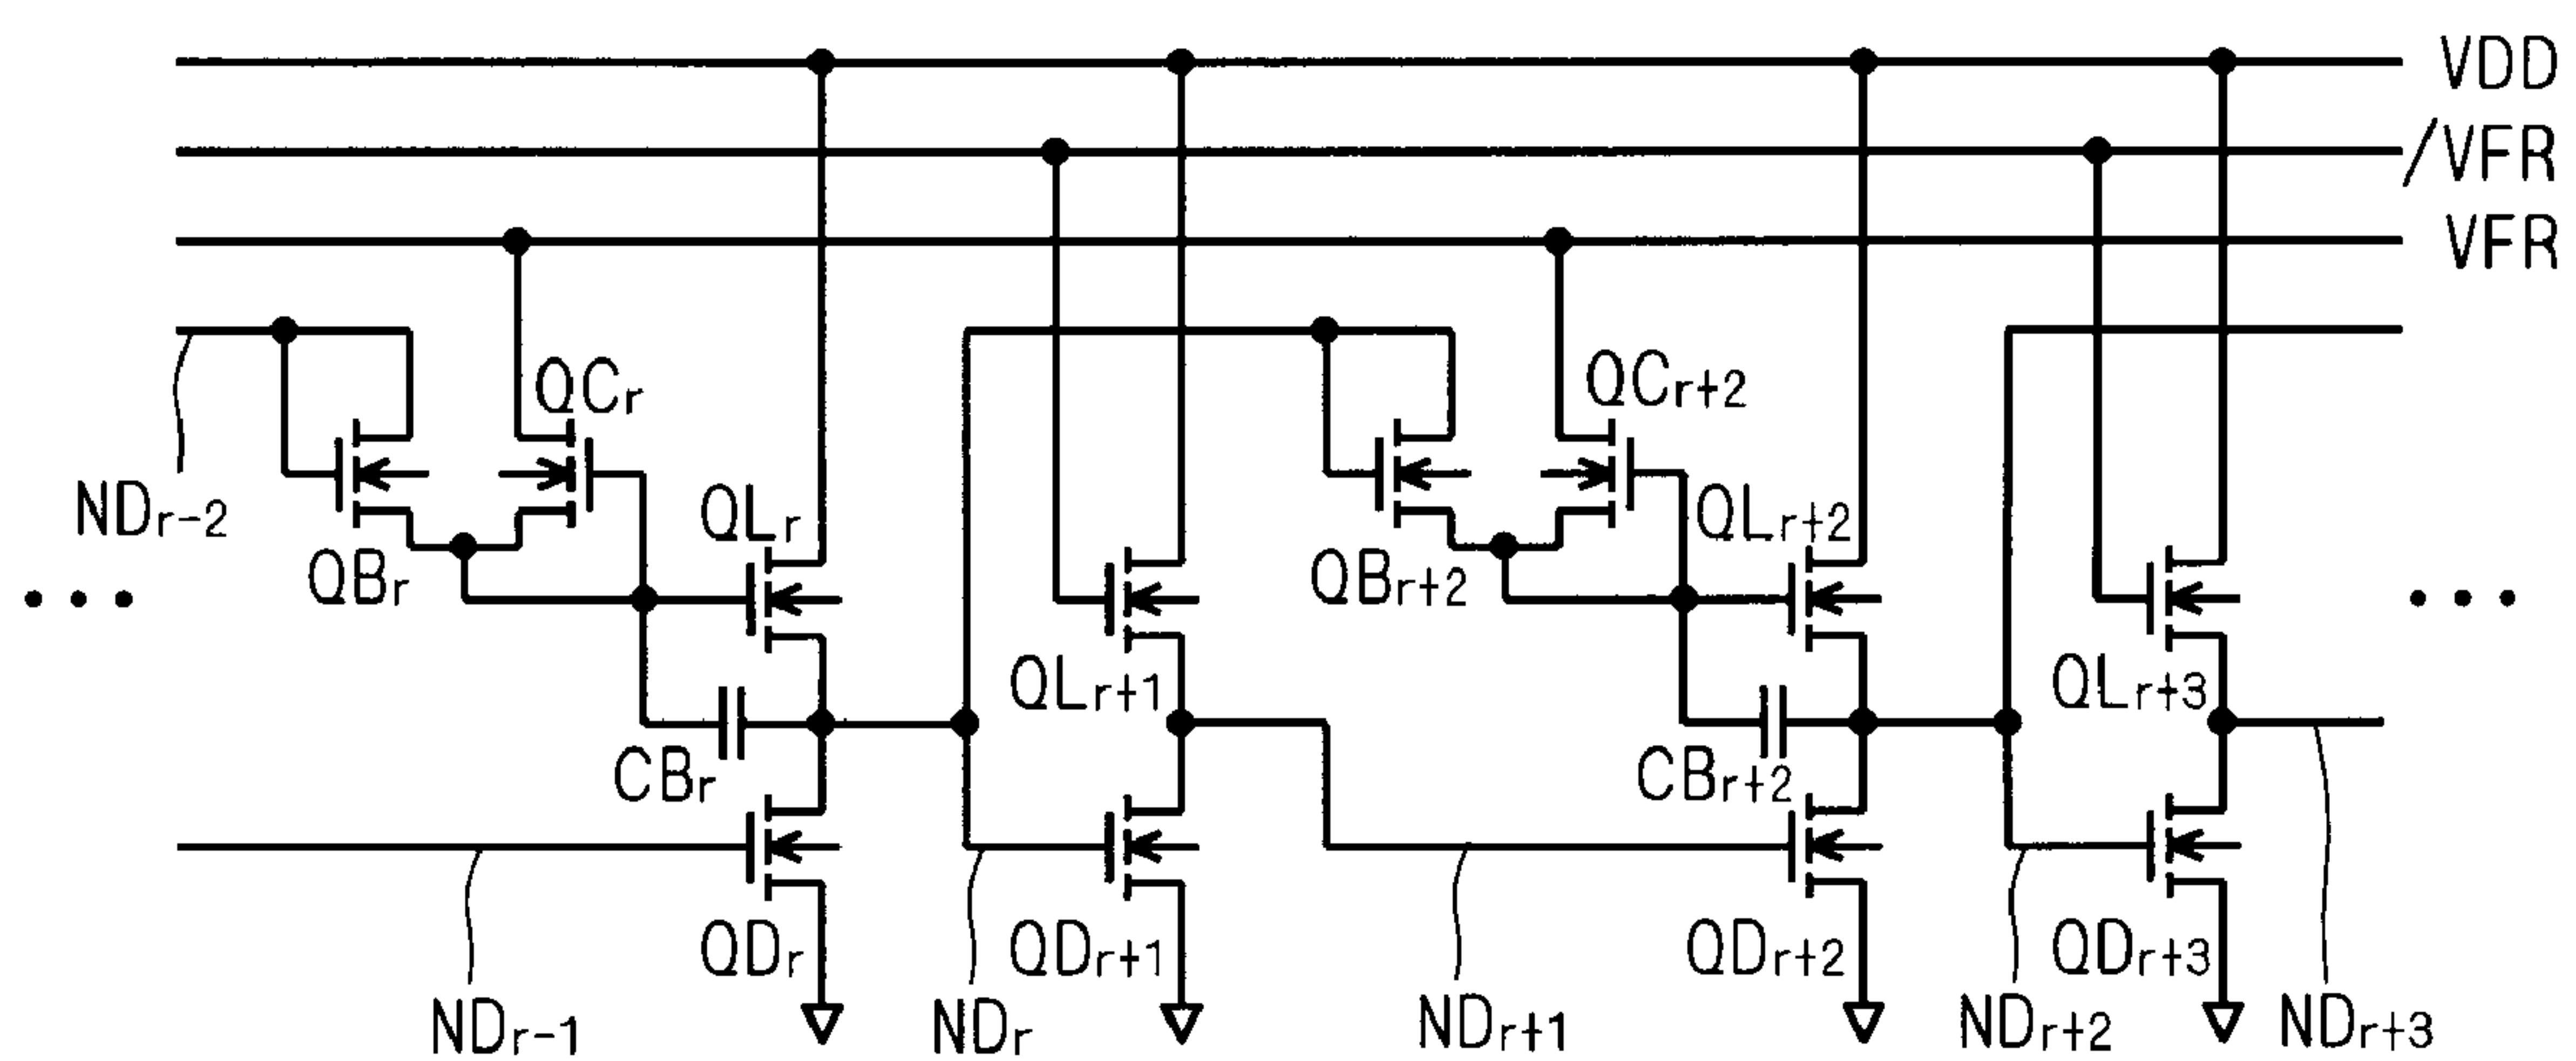 VDD
/VFR
VFR
QCr
QCr+2
NDr-2
QLr
QLr+2
QBr
QBr+2
• • •
• • •
QLr+1
QLr+3
CBr
CBr+2
QDr
QDr+1
QDr+2
QDr+3
NDr-1
NDr
NDr+1
NDr+2
NDr+3